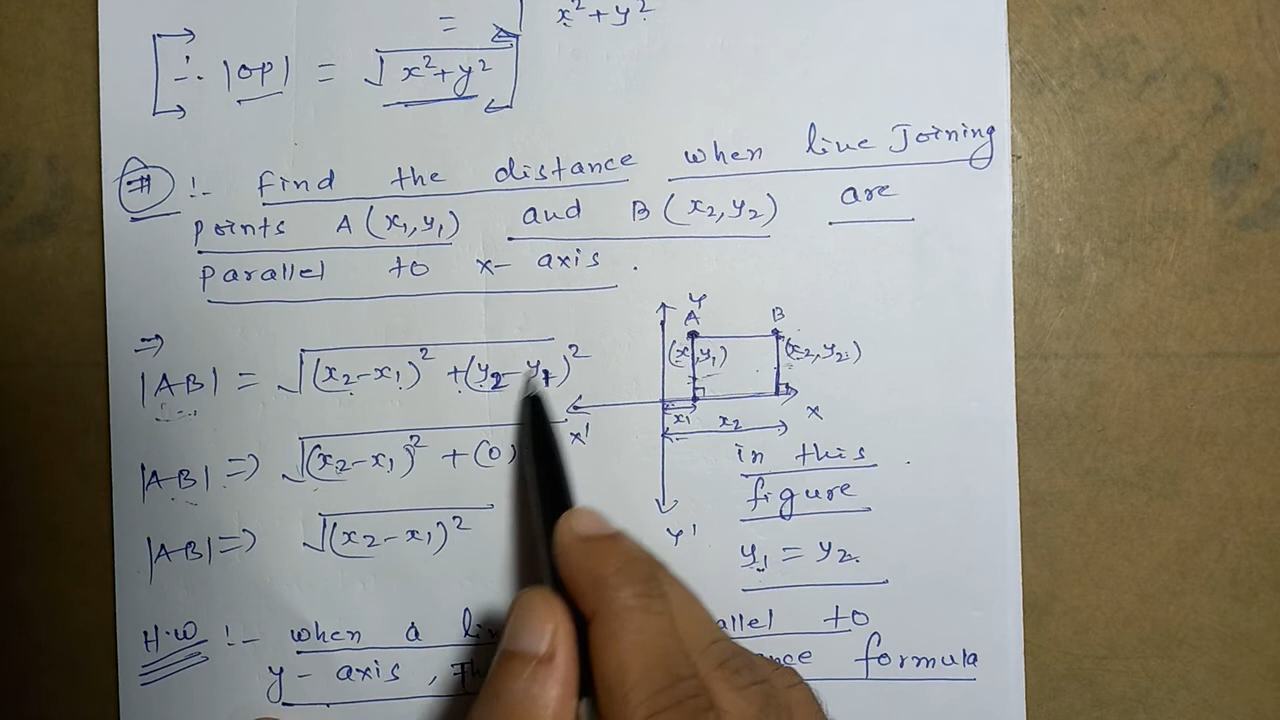 = x²+y²
∴ |OP| = √x²+y²
# :- Find the distance when line Joining
points A(x₁,y₁) and B(x₂,y₂) are
parallel to x-axis.
⇒
|AB| = √(x₂-x₁)² +(y₂-y₁)²
|AB| ⇒ √(x₂-x₁)² + (0)
|AB| ⇒ √(x₂-x₁)²
Y
A B
(x₁,y₁) (x₂,y₂)
x₁ x₂ X
X'
Y'
in this
figure
y₁ = y₂
H.W :- when a to
y-axis, formula